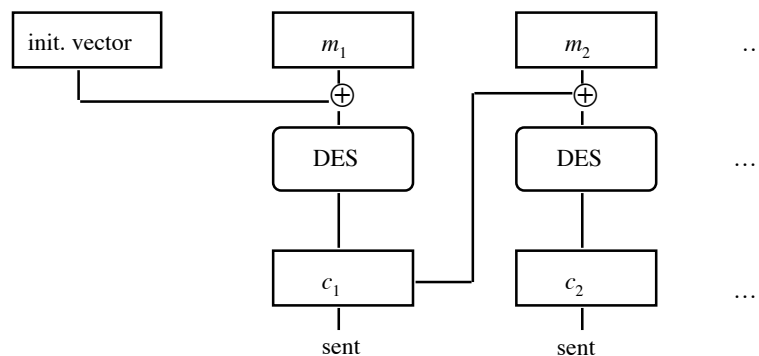 init. vector m1 m2 ..
DES DES ...
c1 c2 ...
sent sent